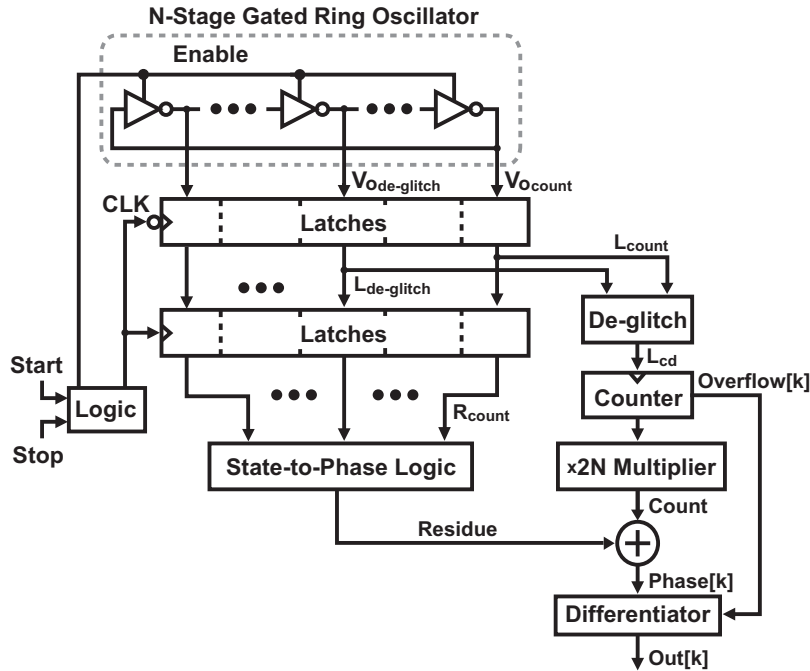 N-Stage Gated Ring Oscillator
Enable
Vode-glitch
Vocount
CLK
Latches
Lcount
Lde-glitch
Latches
De-glitch
Start
Lcd
Overflow[k]
Logic
Counter
Rcount
Stop
State-to-Phase Logic
x2N Multiplier
Count
Residue
+
Phase[k]
Differentiator
Out[k]